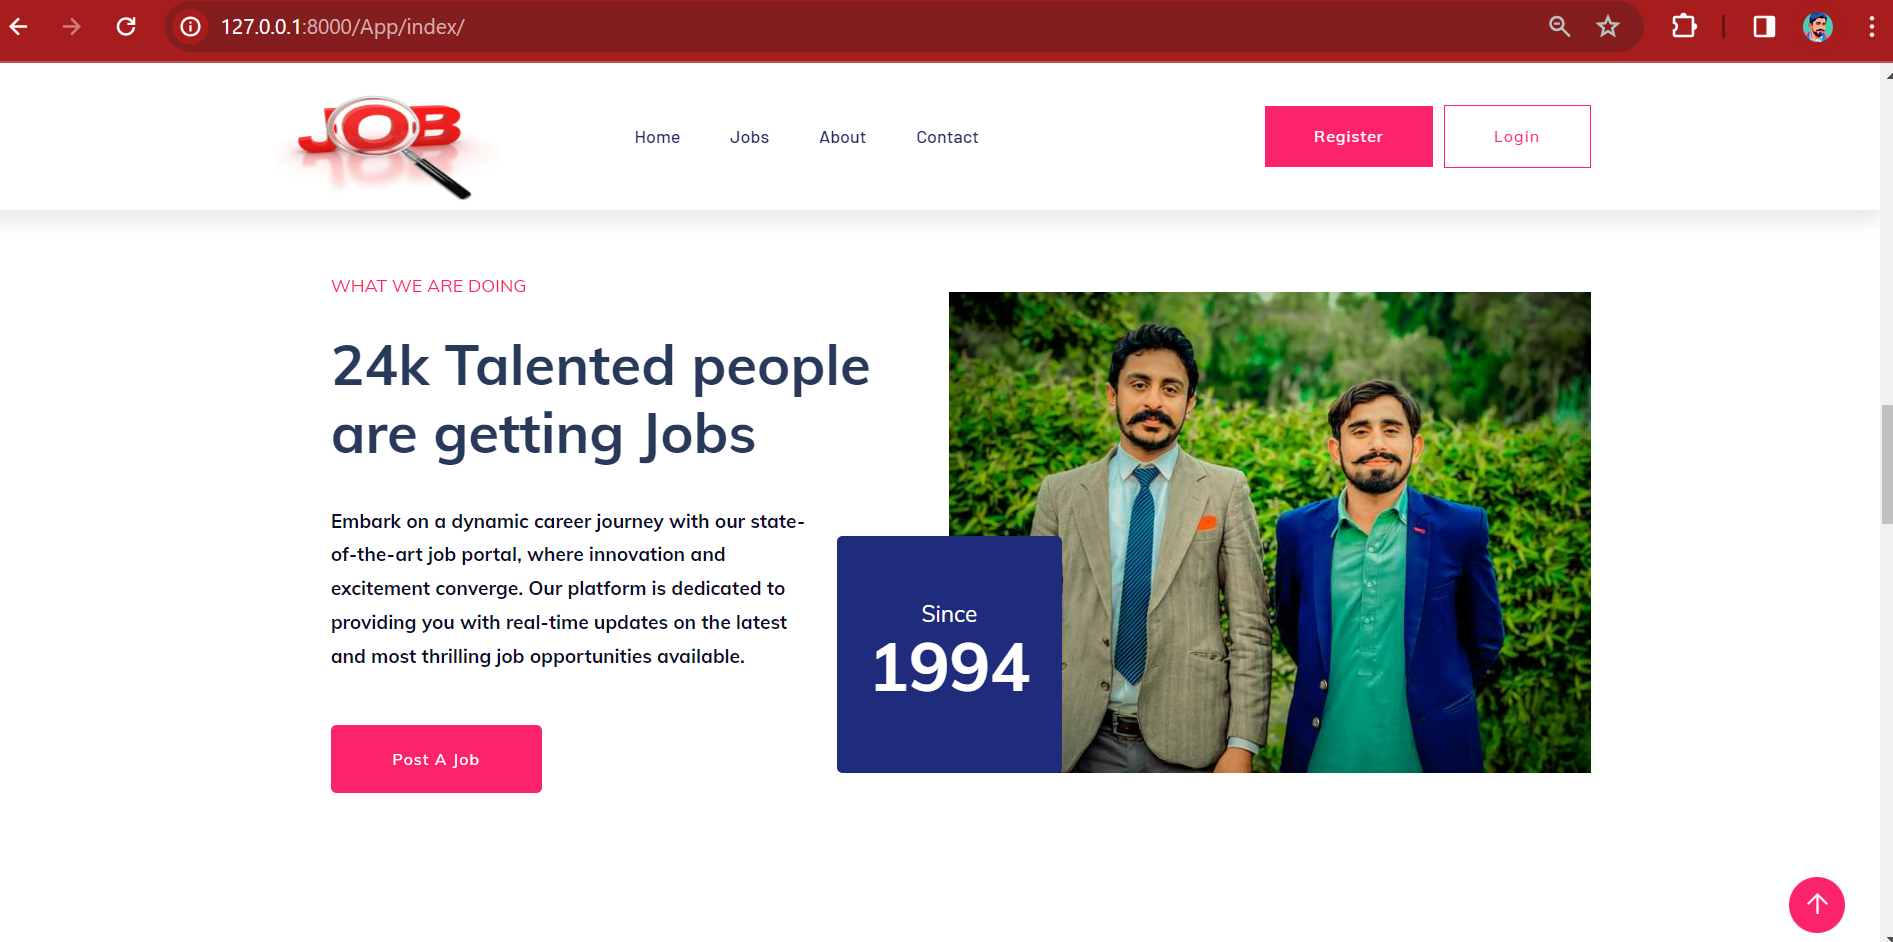 127.0.0.1:8000/App/index/
JOB
Home
Jobs
About
Contact
Register
Login
WHAT WE ARE DOING
24k Talented people
are getting Jobs
Embark on a dynamic career journey with our state-
of-the-art job portal, where innovation and
excitement converge. Our platform is dedicated to
providing you with real-time updates on the latest
and most thrilling job opportunities available.
Post A Job
Since
1994